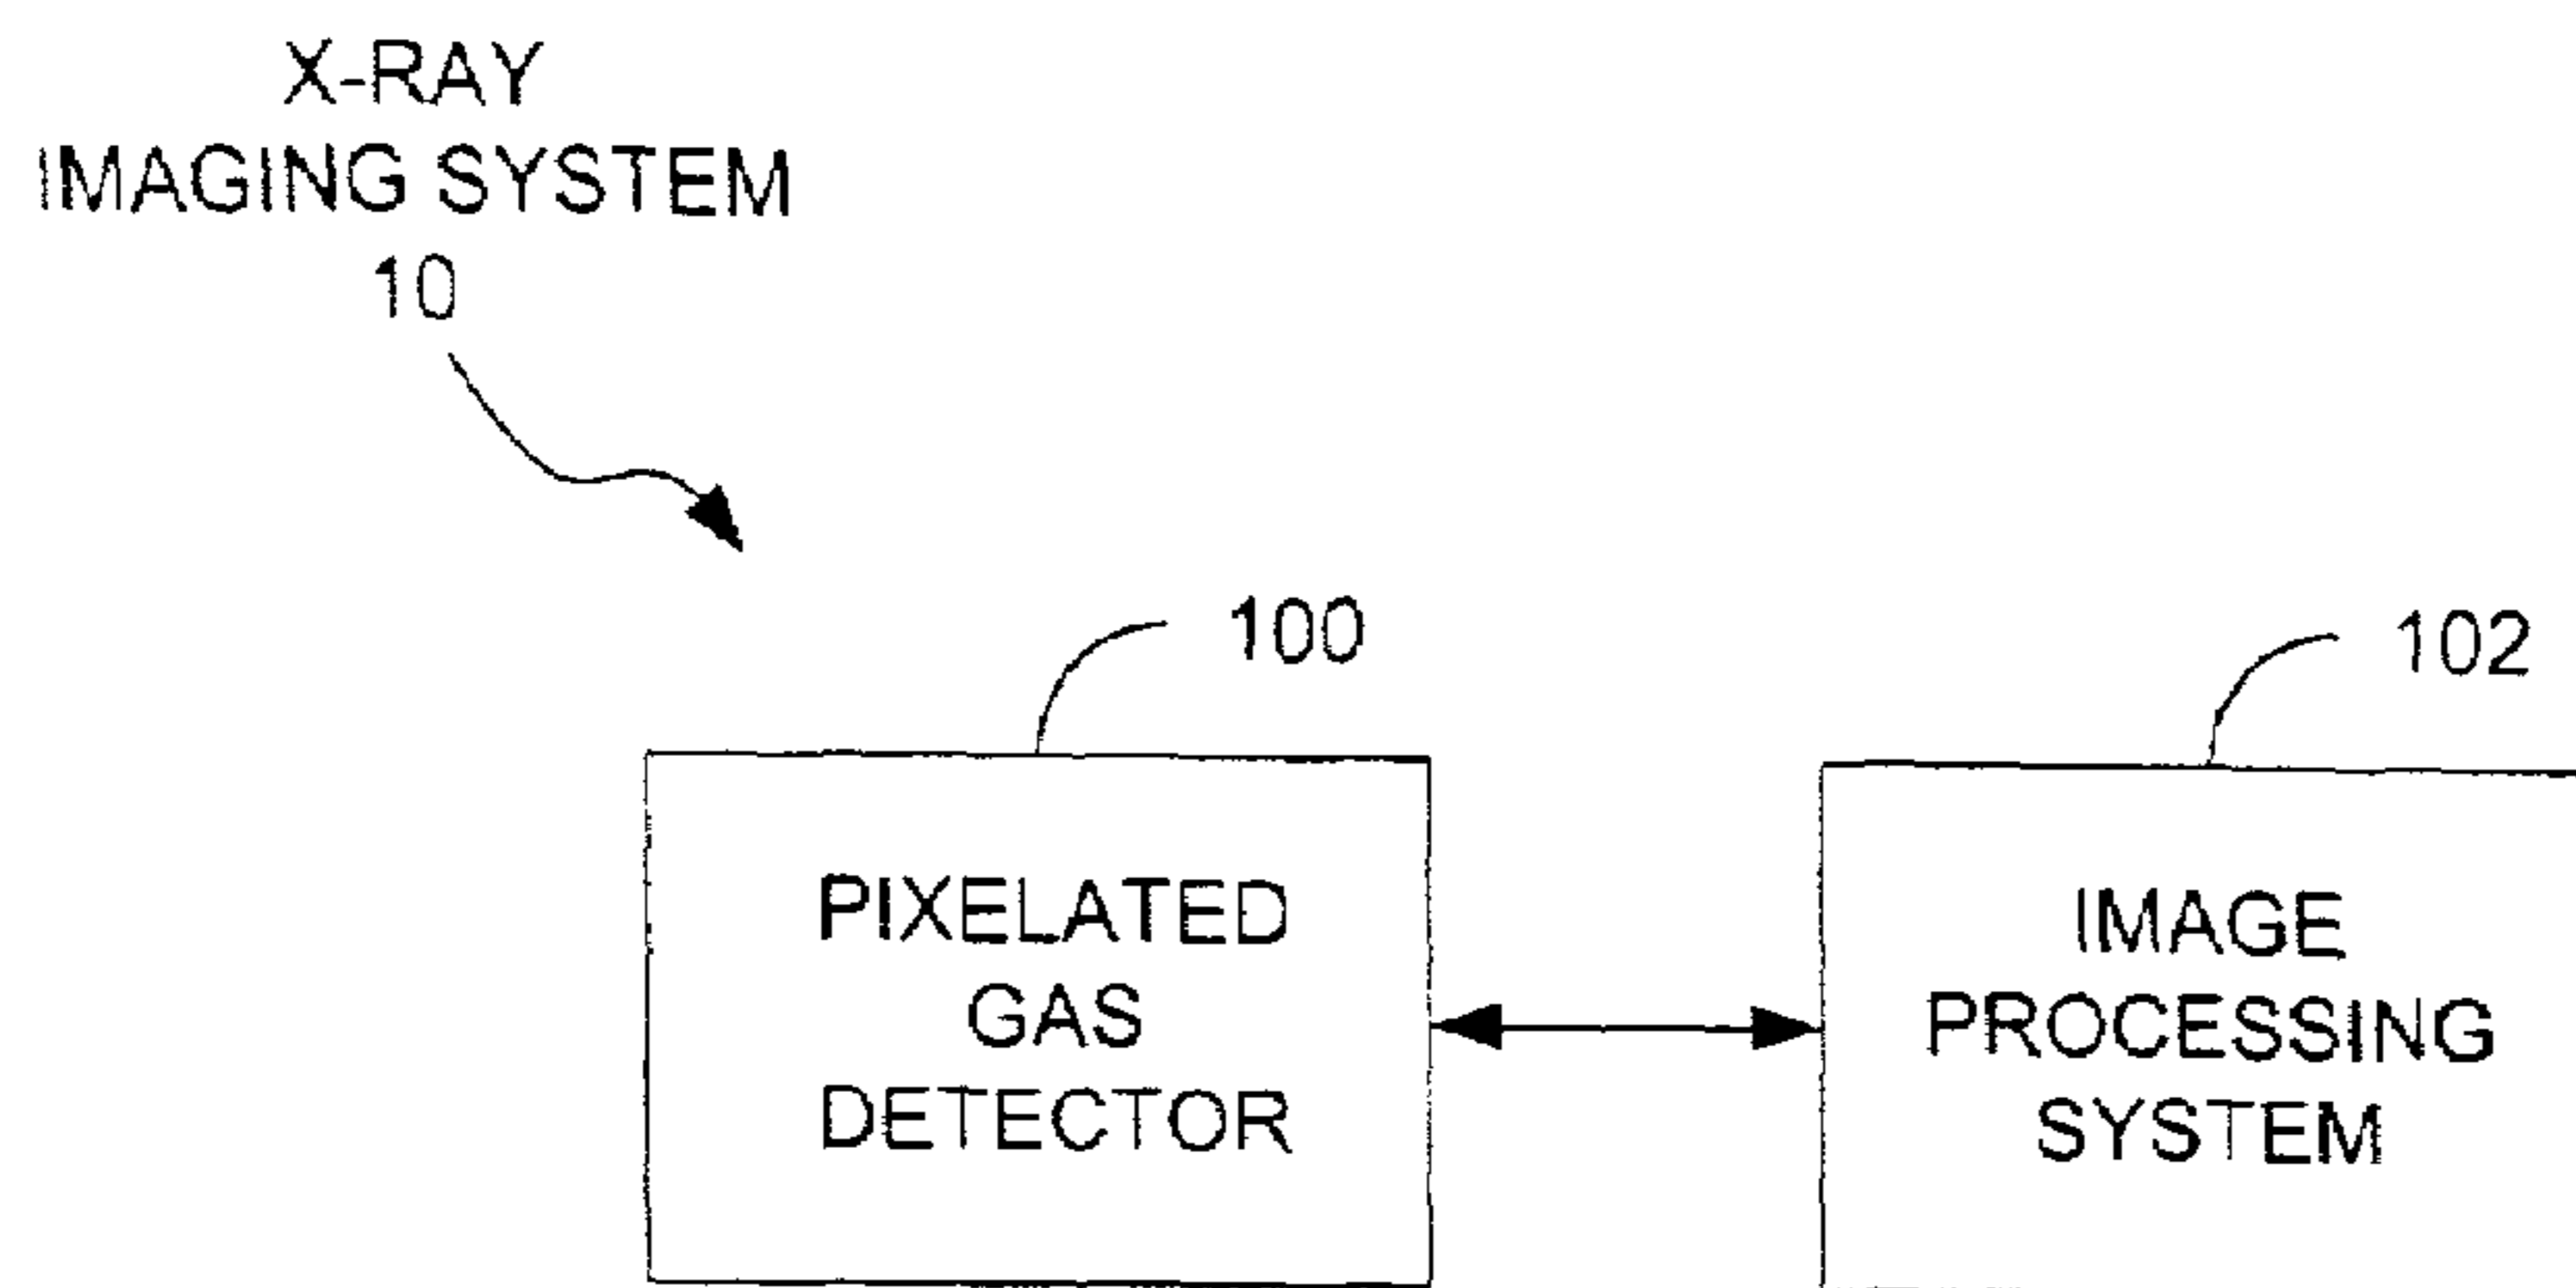 X-RAY
IMAGING SYSTEM
10
100
102
PIXELATED
GAS
DETECTOR
IMAGE
PROCESSING
SYSTEM